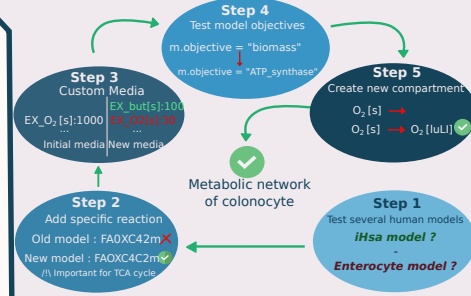 Step 4
Test model objectives
m.objective = "biomass"
m.objective = "ATP_synthase"
Step 3
Custom Media
EX_but[s]:100
EX_O2[s]:1000
...
...
Initial media
New media
Step 5
Create new compartment
O2 [s]
O2 [s]
O2 [luLI]
Metabolic network
of colonocyte
Step 2
Add specific reaction
Old model : FA0XC42m
New model : FAOXC4C2m
/!\ Important for TCA cycle
Step 1
Test several human models
iHsa model ?
-
Enterocyte model ?